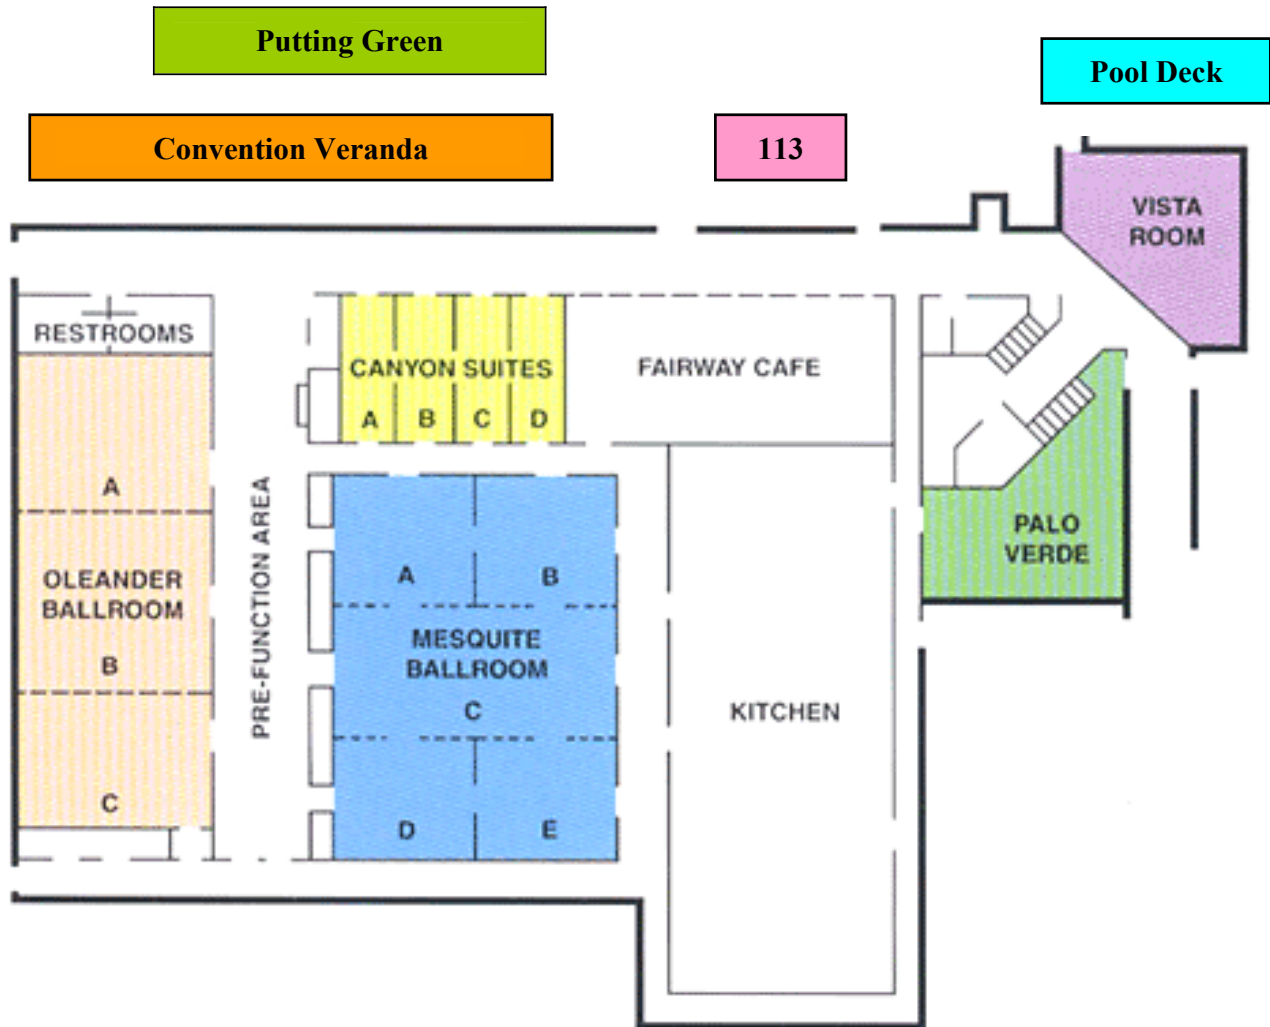 Putting Green
Pool Deck
Convention Veranda
113
VISTA
ROOM
RESTROOMS
CANYON SUITES
A B C D
FAIRWAY CAFE
PRE-FUNCTION AREA
A
OLEANDER
BALLROOM
B
C
A B
MESQUITE
BALLROOM
C
D E
KITCHEN
PALO
VERDE